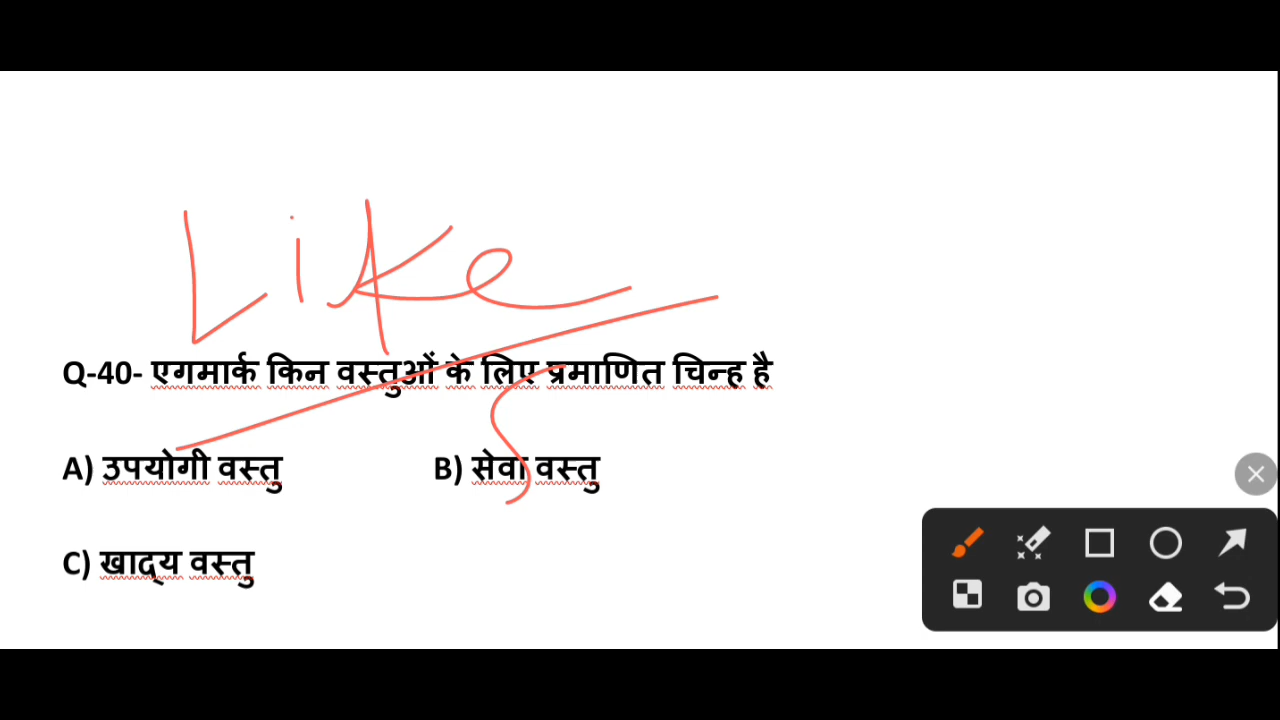 Like
Q-40- एगमार्क किन वस्तुओं के लिए प्रमाणित चिन्ह है
A) उपयोगी वस्तु B) सेवा वस्तु
C) खाद्य वस्तु